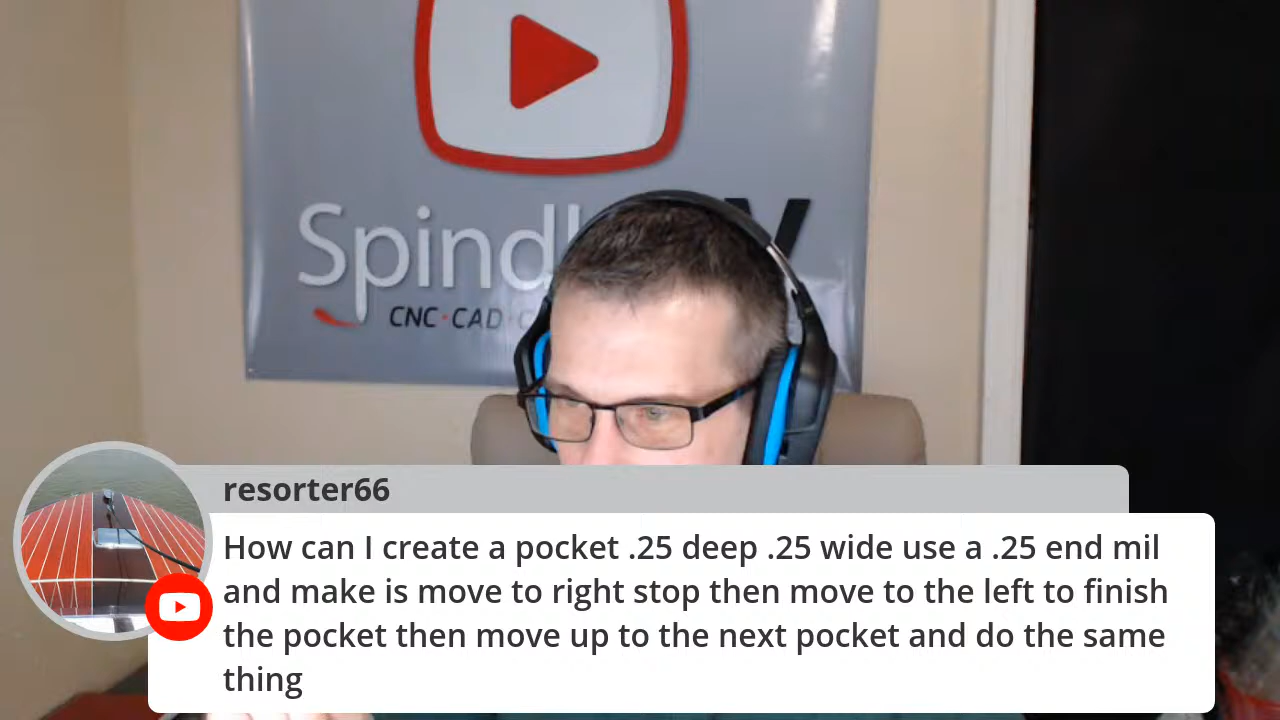 Spindl
CNC·CAD·C
resorter66
How can I create a pocket .25 deep .25 wide use a .25 end mil
and make is move to right stop then move to the left to finish
the pocket then move up to the next pocket and do the same
thing